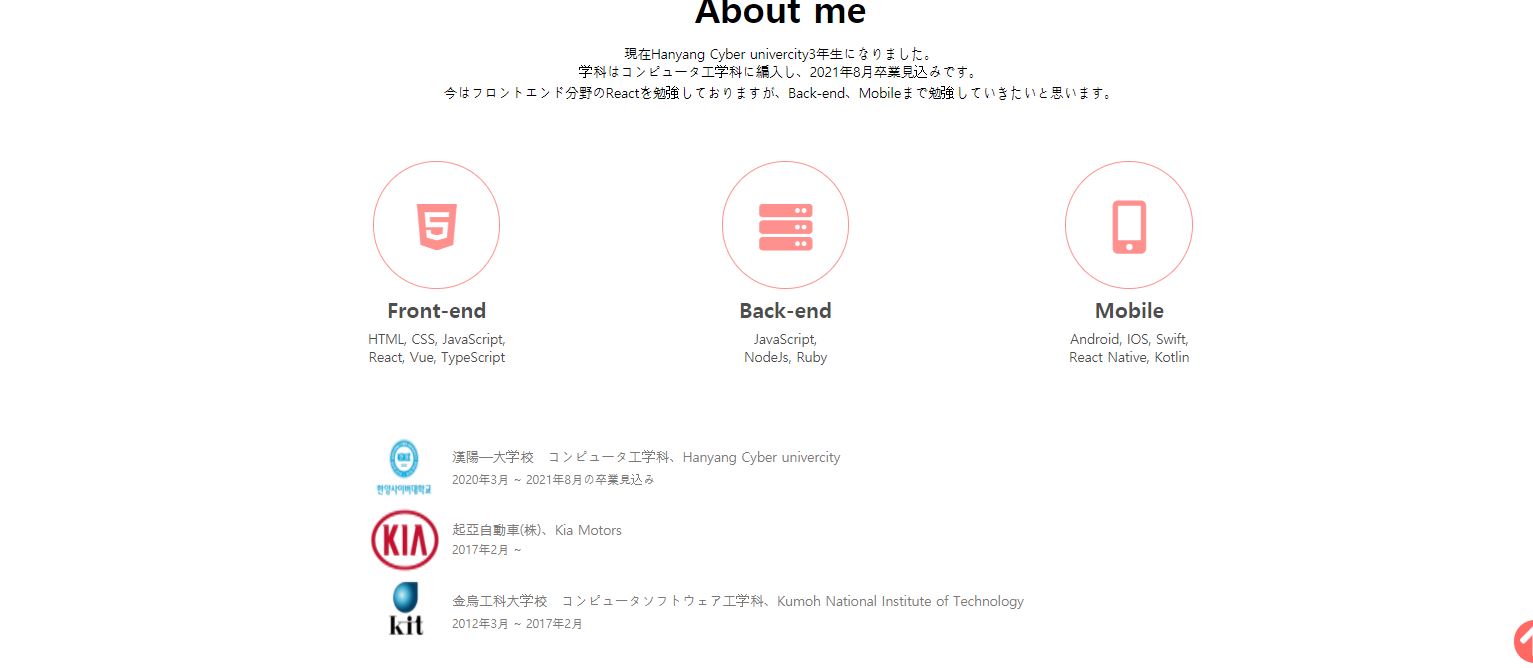 About me
現在Hanyang Cyber univercity3年生になりました。
学科はコンピュータ工学科に編入し、2021年8月卒業見込みです。
今はフロントエンド分野のReactを勉強しておりますが、Back-end、Mobileまで勉強していきたいと思います。
Front-end
HTML, CSS, JavaScript,
React, Vue, TypeScript
Back-end
JavaScript,
NodeJs, Ruby
Mobile
Android, IOS, Swift,
React Native, Kotlin
한양사이버대학교
漢陽―大学校　コンピュータ工学科、Hanyang Cyber univercity
2020年3月 ~ 2021年8月の卒業見込み
KIA
起亞自動車(株)、Kia Motors
2017年2月 ~
kit
金烏工科大学校　コンピュータソフトウェア工学科、Kumoh National Institute of Technology
2012年3月 ~ 2017年2月